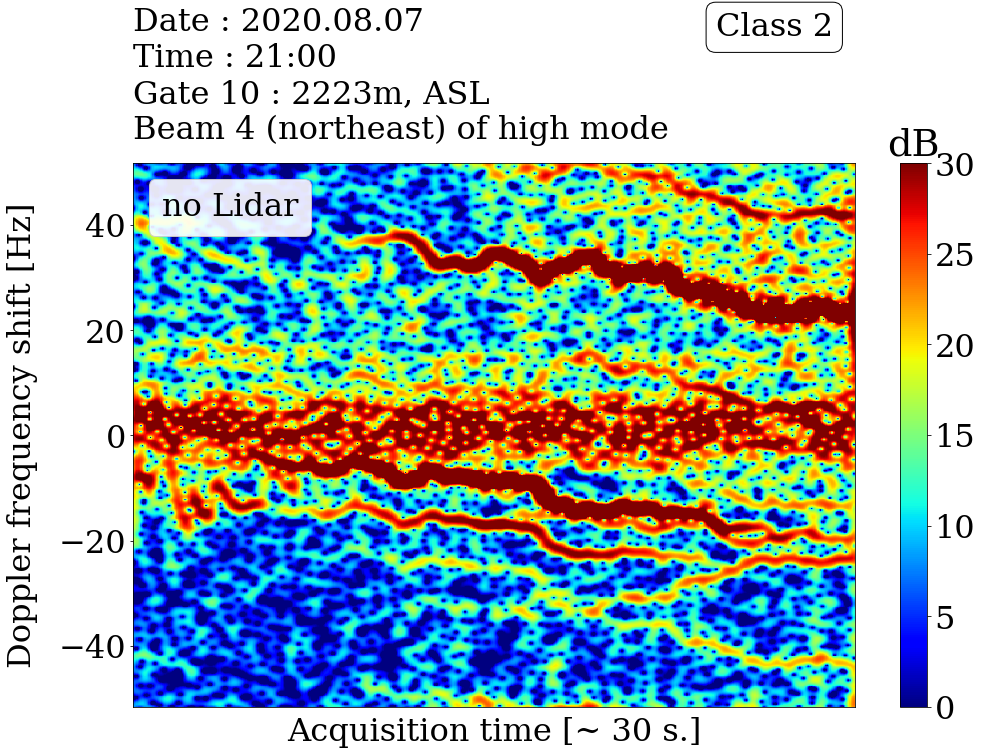 Date : 2020.08.07
Time : 21:00
Gate 10 : 2223m, ASL
Beam 4 (northeast) of high mode
Class 2
no Lidar
dB
30
25
20
15
10
5
0
Doppler frequency shift [Hz]
40
20
0
−20
−40
Acquisition time [~ 30 s.]